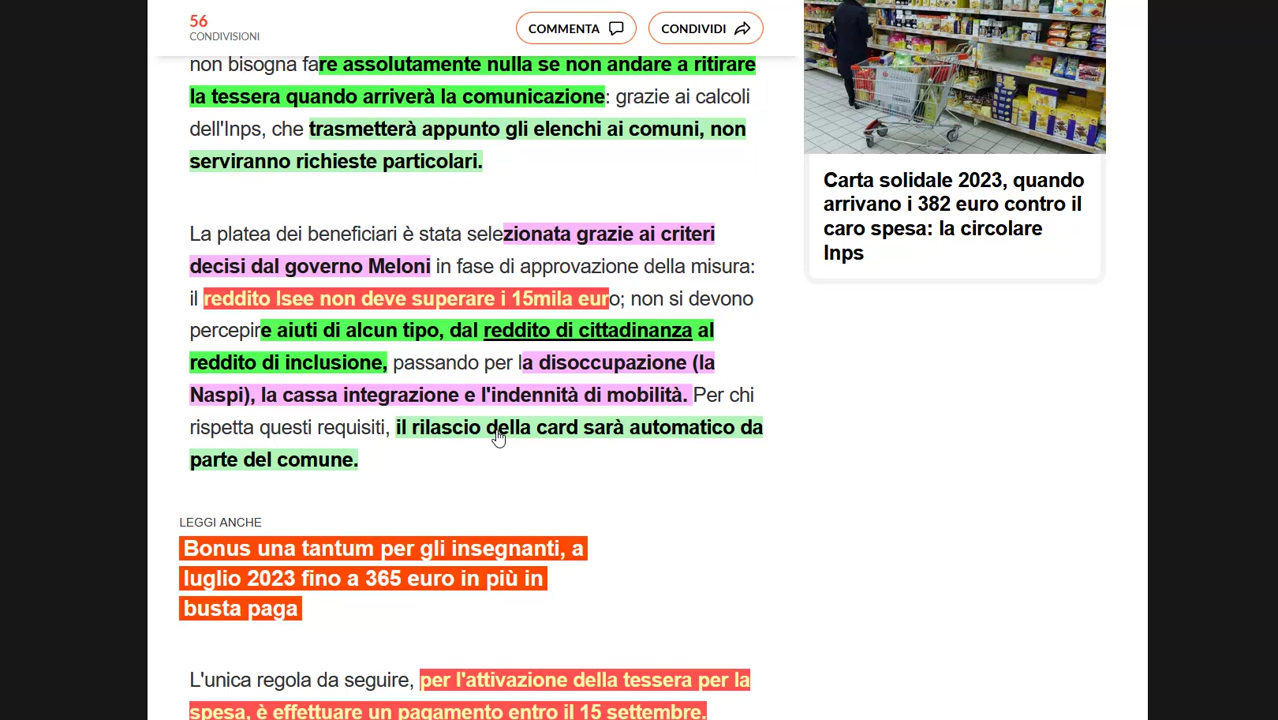 56
CONDIVISIONI
COMMENTA
CONDIVIDI
non bisogna fare assolutamente nulla se non andare a ritirare
la tessera quando arriverà la comunicazione: grazie ai calcoli
dell'Inps, che trasmetterà appunto gli elenchi ai comuni, non
serviranno richieste particolari.
La platea dei beneficiari è stata selezionata grazie ai criteri
decisi dal governo Meloni in fase di approvazione della misura:
il reddito Isee non deve superare i 15mila euro; non si devono
percepire aiuti di alcun tipo, dal reddito di cittadinanza al
reddito di inclusione, passando per la disoccupazione (la
Naspi), la cassa integrazione e l'indennità di mobilità. Per chi
rispetta questi requisiti, il rilascio della card sarà automatico da
parte del comune.
LEGGI ANCHE
Bonus una tantum per gli insegnanti, a
luglio 2023 fino a 365 euro in più in
busta paga
L'unica regola da seguire, per l'attivazione della tessera per la
spesa, è effettuare un pagamento entro il 15 settembre.
Carta solidale 2023, quando
arrivano i 382 euro contro il
caro spesa: la circolare
Inps